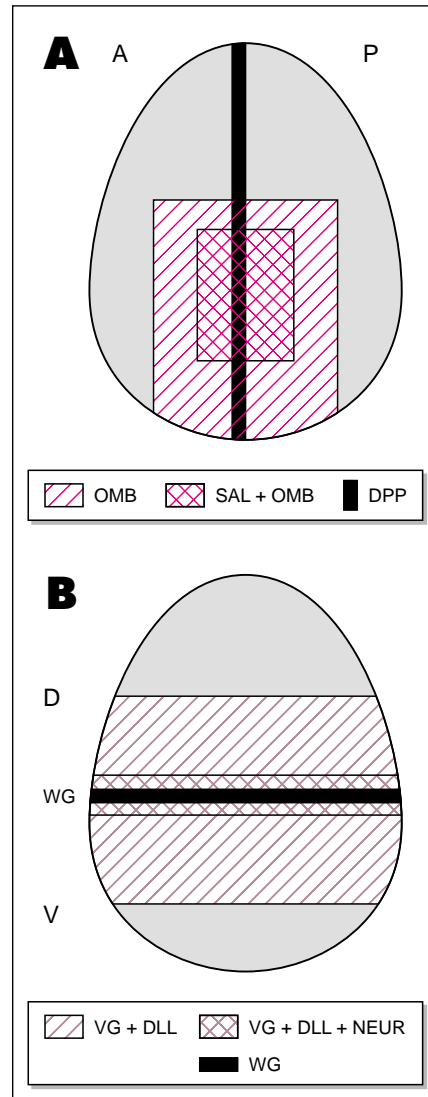 A
A P
OMB SAL + OMB DPP
B
D
WG
V
VG + DLL VG + DLL + NEUR
WG